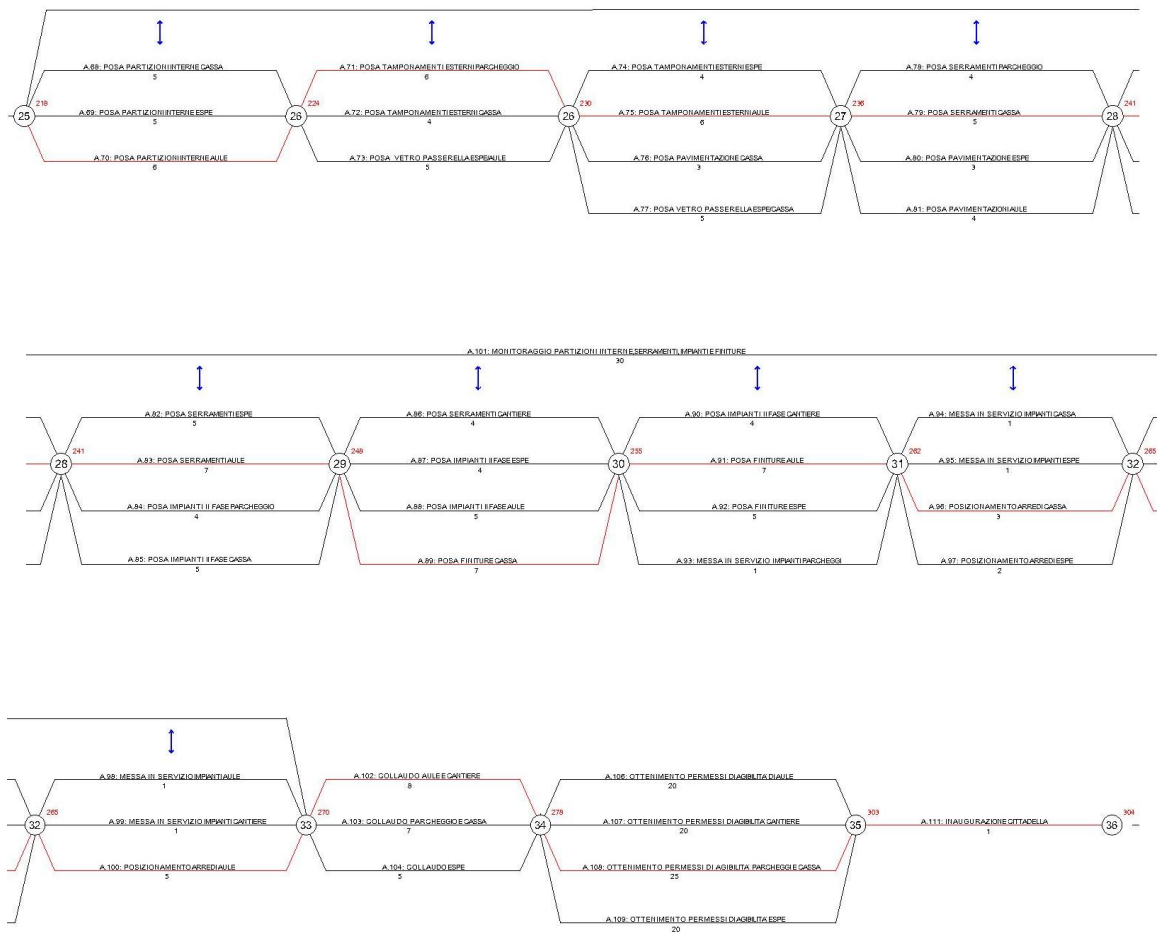 A.68: POSA PARTIZIONI INTERNE CASSA
5
A.71: POSA TAMPONAMENTI ESTERNI PARCHEGGIO
6
A.74: POSA TAMPONAMENTI ESTERNI ESPE
4
A.78: POSA SERRAMENTI PARCHEGGIO
4
25
218
A.69: POSA PARTIZIONI INTERNE ESPE
5
26
224
A.72: POSA TAMPONAMENTI ESTERNI CASSA
4
26
230
A.75: POSA TAMPONAMENTI ESTERNI AULE
6
27
236
A.79: POSA SERRAMENTI CASSA
5
28
241
A.70: POSA PARTIZIONI INTERNE AULE
6
A.73: POSA VETRO PASSERELLA ESPE/AULE
5
A.76: POSA PAVIMENTAZIONE CASSA
3
A.80: POSA PAVIMENTAZIONE ESPE
3
A.77: POSA VETRO PASSERELLA ESPE/CASSA
5
A.81: POSA PAVIMENTAZIONI AULE
4
A.101: MONITORAGGIO PARTIZIONI INTERNE, SERRAMENTI, IMPIANTI E FINITURE
30
A.82: POSA SERRAMENTI ESPE
5
A.86: POSA SERRAMENTI CANTIERE
4
A.90: POSA IMPIANTI II FASE CANTIERE
4
A.94: MESSA IN SERVIZIO IMPIANTI CASSA
1
28
241
A.83: POSA SERRAMENTI AULE
7
29
248
A.87: POSA IMPIANTI II FASE ESPE
4
30
255
A.91: POSA FINITURE AULE
7
31
262
A.95: MESSA IN SERVIZIO IMPIANTI ESPE
1
32
265
A.84: POSA IMPIANTI II FASE PARCHEGGIO
4
A.88: POSA IMPIANTI II FASE AULE
5
A.92: POSA FINITURE ESPE
5
A.96: POSIZIONAMENTO ARREDI CASSA
3
A.85: POSA IMPIANTI II FASE CASSA
5
A.89: POSA FINITURE CASSA
7
A.93: MESSA IN SERVIZIO IMPIANTI PARCHEGGI
1
A.97: POSIZIONAMENTO ARREDI ESPE
2
A.98: MESSA IN SERVIZIO IMPIANTI AULE
1
A.102: COLLAUDO AULE E CANTIERE
8
A.106: OTTENIMENTO PERMESSI DI AGIBILITA' DI AULE
20
32
265
A.99: MESSA IN SERVIZIO IMPIANTI CANTIERE
1
33
270
A.103: COLLAUDO PARCHEGGIO E CASSA
7
34
278
A.107: OTTENIMENTO PERMESSI DI AGIBILITA' CANTIERE
20
35
303
A.111: INAUGURAZIONE CITTADELLA
1
36
304
A.100: POSIZIONAMENTO ARREDI AULE
5
A.104: COLLAUDO ESPE
5
A.108: OTTENIMENTO PERMESSI DI AGIBILITA' PARCHEGGI E CASSA
25
A.109: OTTENIMENTO PERMESSI DI AGIBILITA' ESPE
20